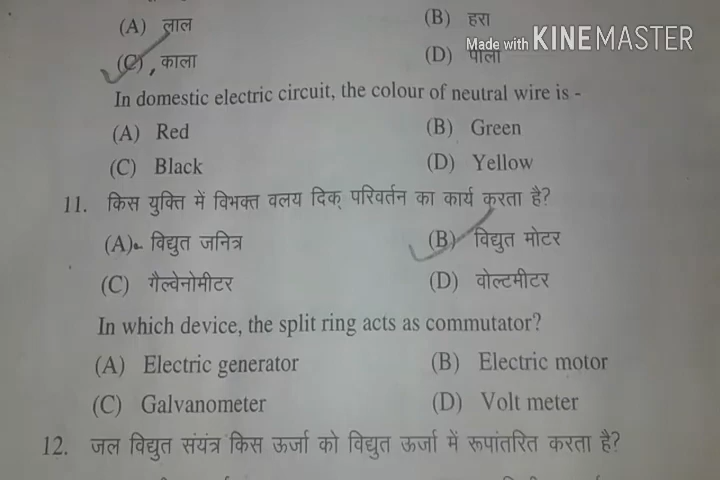 (A) लाल (B) हरा
Made with KINEMASTER
(C) काला (D) पीला
In domestic electric circuit, the colour of neutral wire is -
(A) Red (B) Green
(C) Black (D) Yellow
11. किस युक्ति में विभक्त वलय दिक् परिवर्तन का कार्य करता है?
(A) विद्युत जनित्र (B) विद्युत मोटर
(C) गैल्वेनोमीटर (D) वोल्टमीटर
In which device, the split ring acts as commutator?
(A) Electric generator (B) Electric motor
(C) Galvanometer (D) Volt meter
12. जल विद्युत संयंत्र किस ऊर्जा को विद्युत ऊर्जा में रूपांतरित करता है?